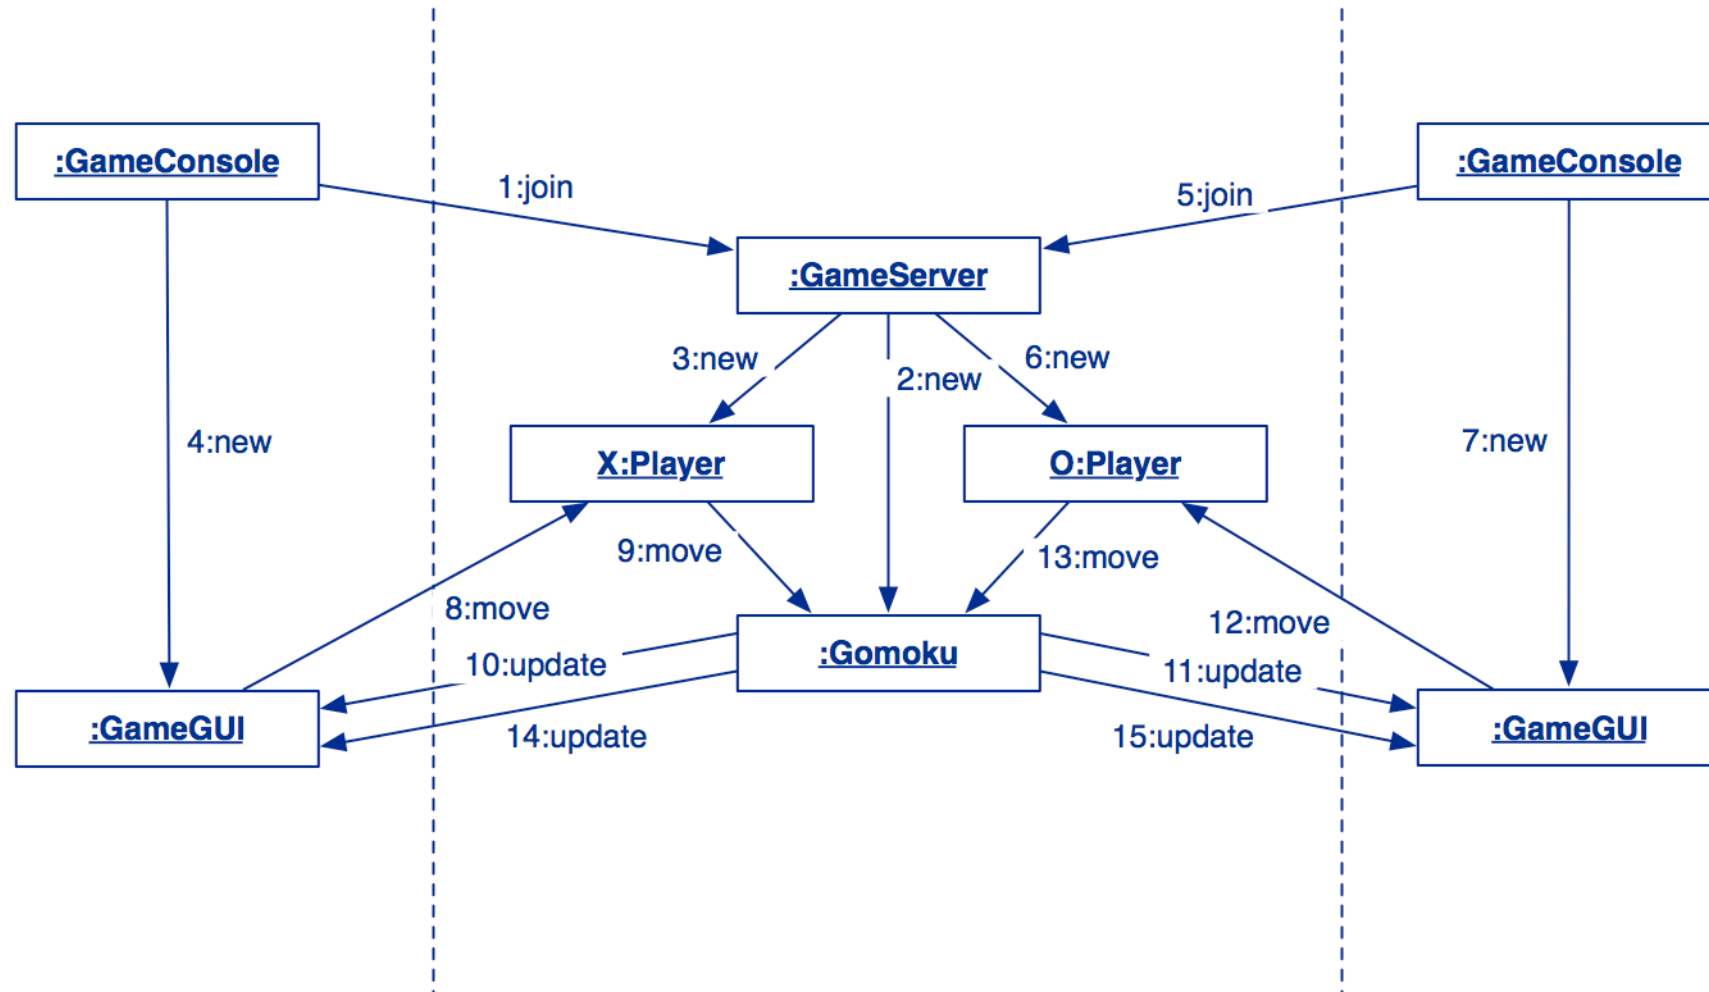 :GameConsole
:GameConsole
1:join
5:join
:GameServer
3:new
2:new
6:new
4:new
7:new
X:Player
O:Player
9:move
13:move
8:move
12:move
10:update
:Gomoku
11:update
:GameGUI
14:update
15:update
:GameGUI